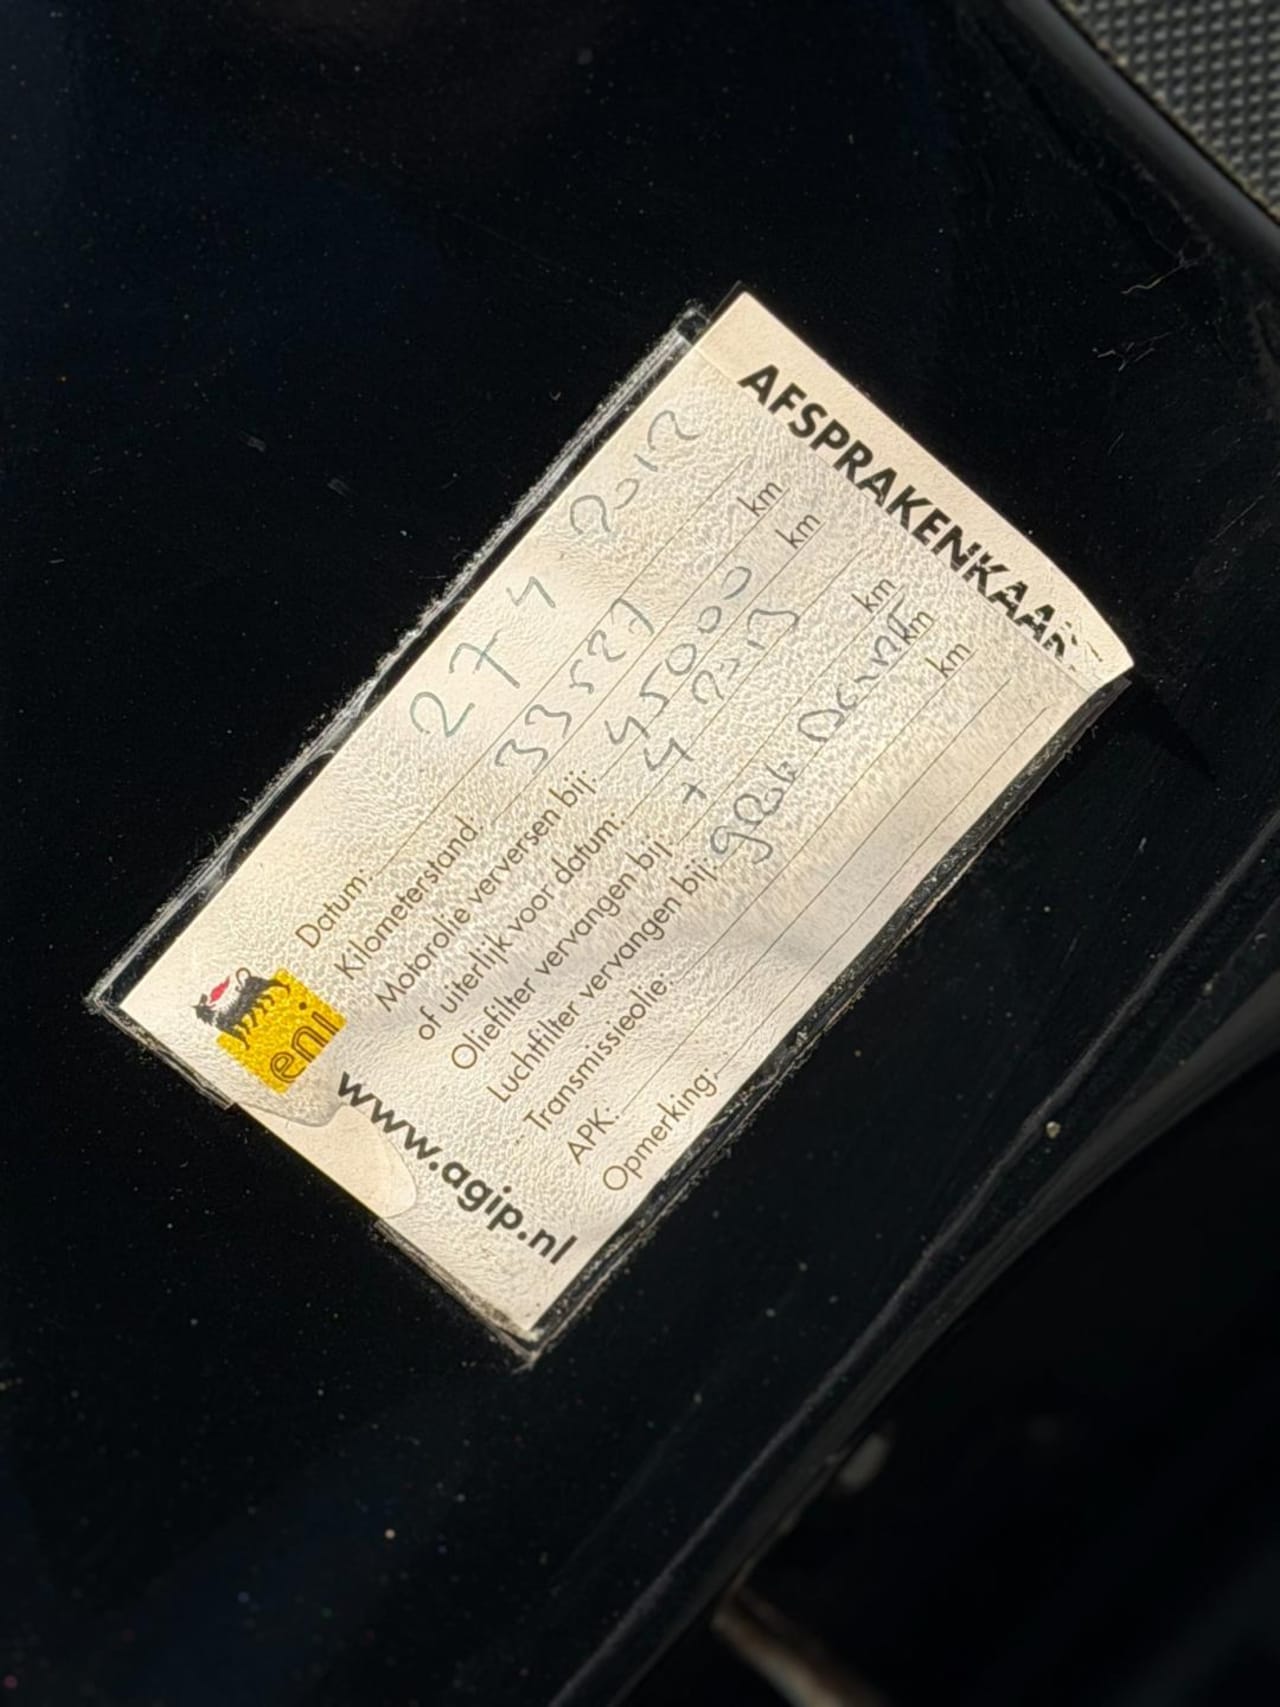 AFSPRAKENKAART
Datum: 27 4 2012
Kilometerstand: 33527 km
Motorolie verversen bij: 45000 km
of uiterlijk voor datum: 4 2013
Oliefilter vervangen bij: + km
Luchtfilter vervangen bij: km
Transmissieolie: km
APK:
Opmerking:
eni
www.agip.nl